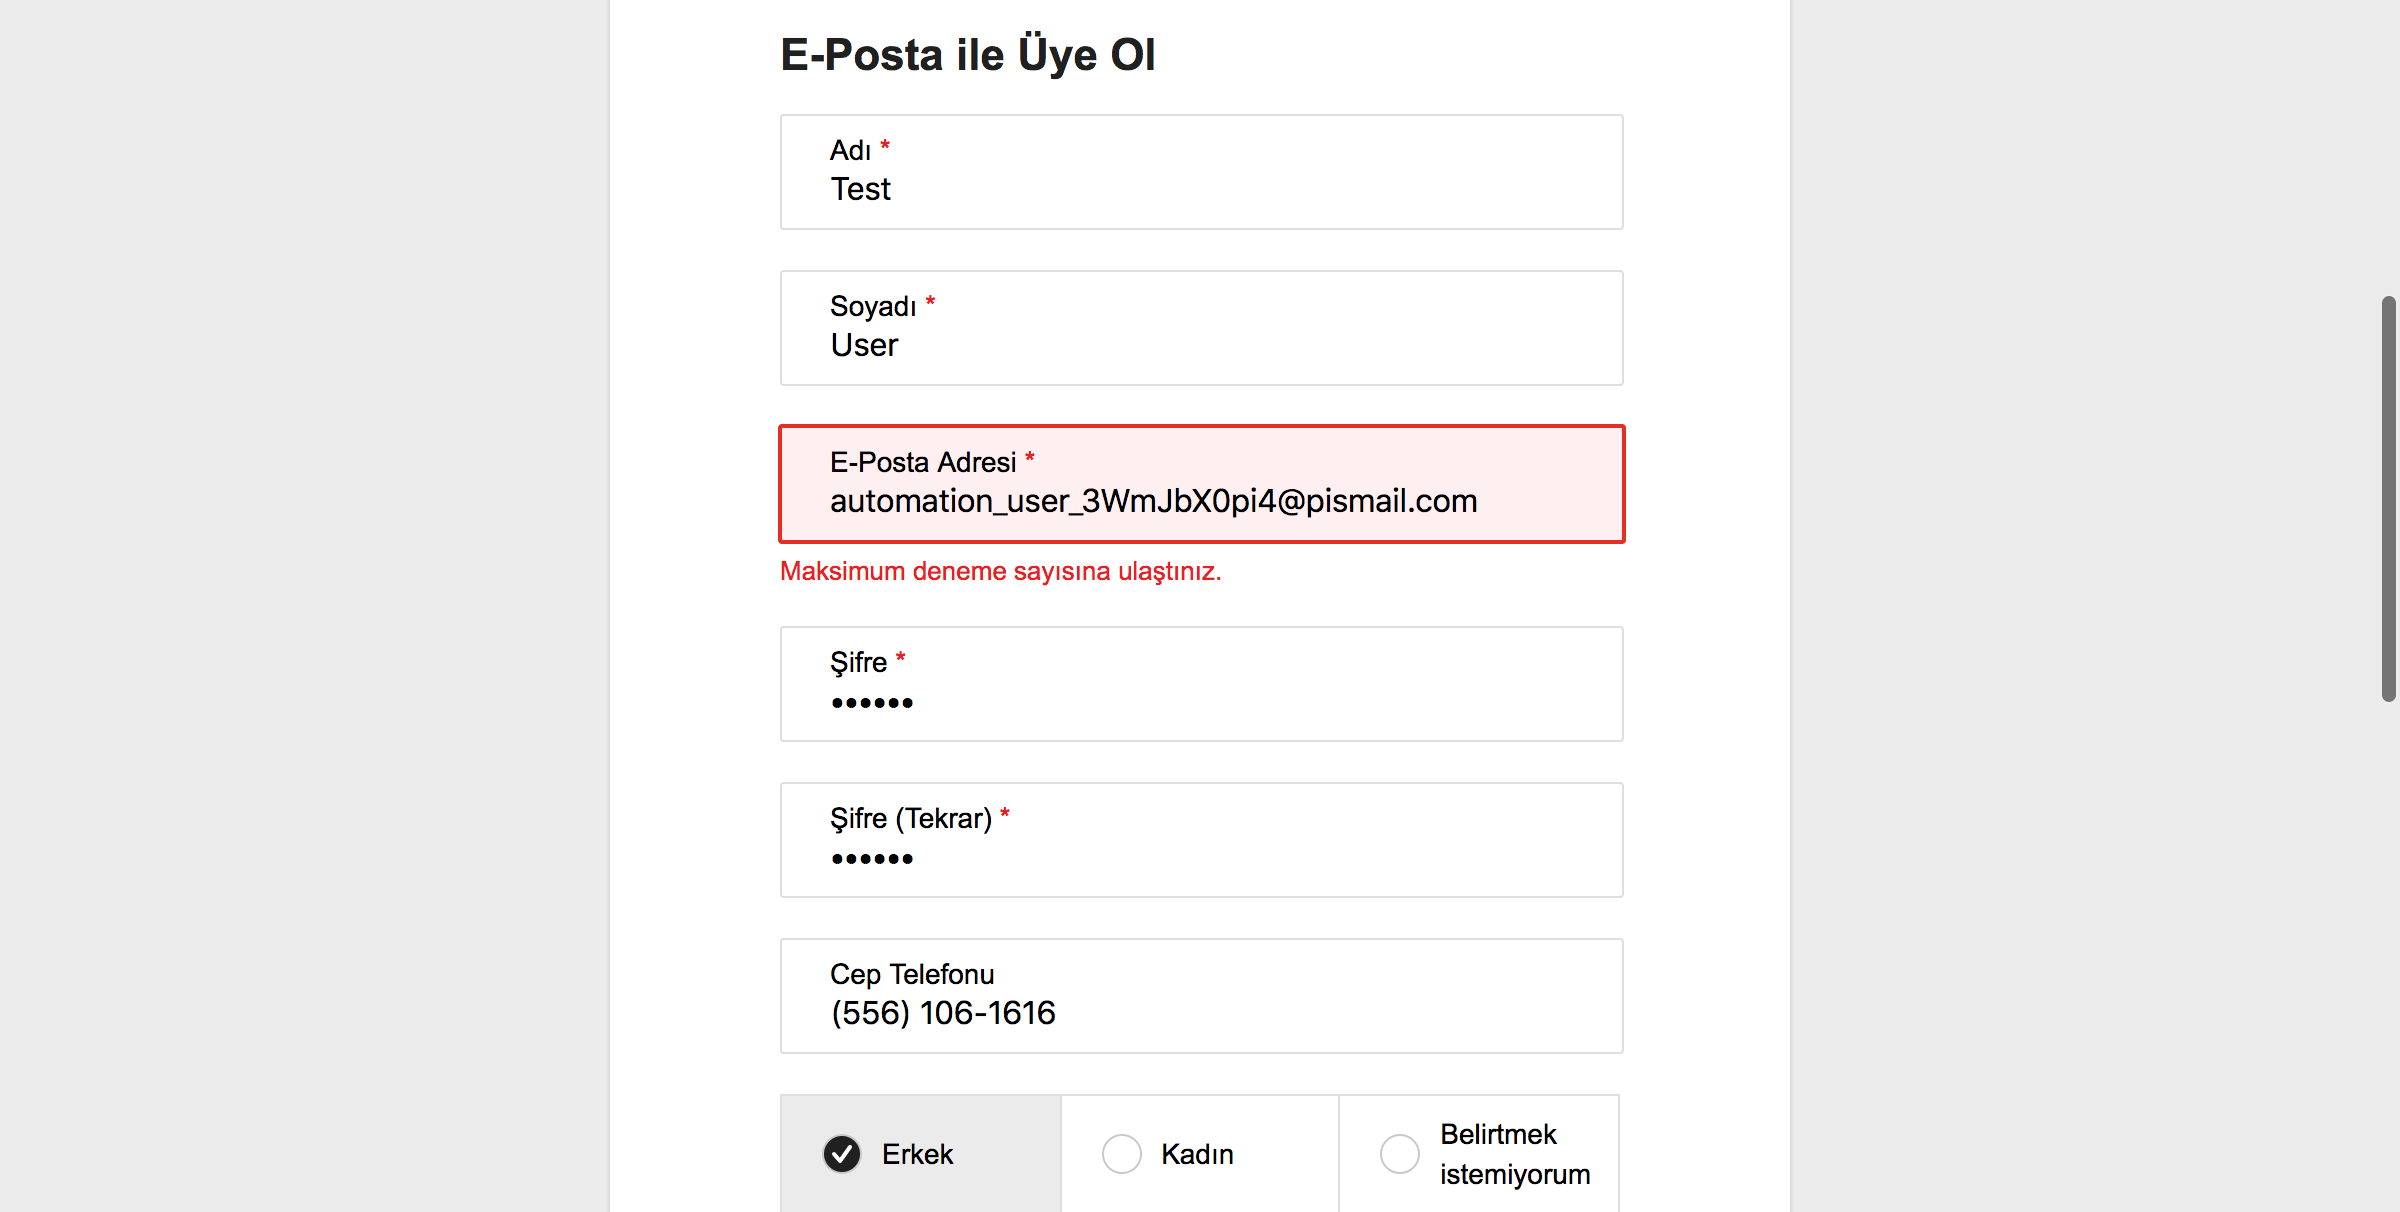 E-Posta ile Üye Ol
Adı *
Test
Soyadı *
User
E-Posta Adresi *
automation_user_3WmJbX0pi4@pismail.com
Maksimum deneme sayısına ulaştınız.
Şifre *
••••••
Şifre (Tekrar) *
••••••
Cep Telefonu
(556) 106-1616
Erkek
Kadın
Belirtmek
istemiyorum